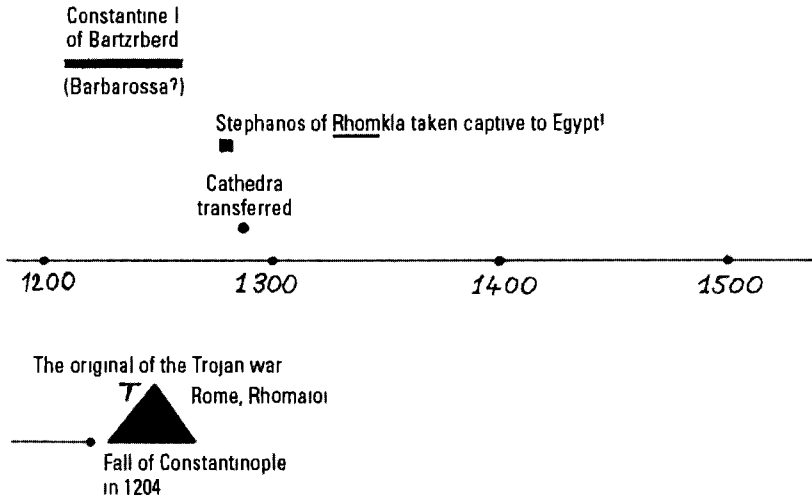 Constantine I
of Bartzrberd
(Barbarossa?)
Stephanos of Rhomkla taken captive to Egypt!
Cathedra
transferred
1200 1300 1400 1500
The original of the Trojan war
T Rome, Rhomaioi
Fall of Constantinople
in 1204